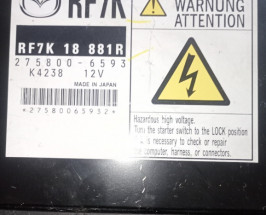 RF7K
WARNUNG
ATTENTION
RF7K 18 881R
275800-6593
K4238 12V
MADE IN JAPAN
*27580065932*
Hazardous high voltage.
Turn the starter switch to the LOCK position
is necessary to check or repair
computer, harness, or connectors.